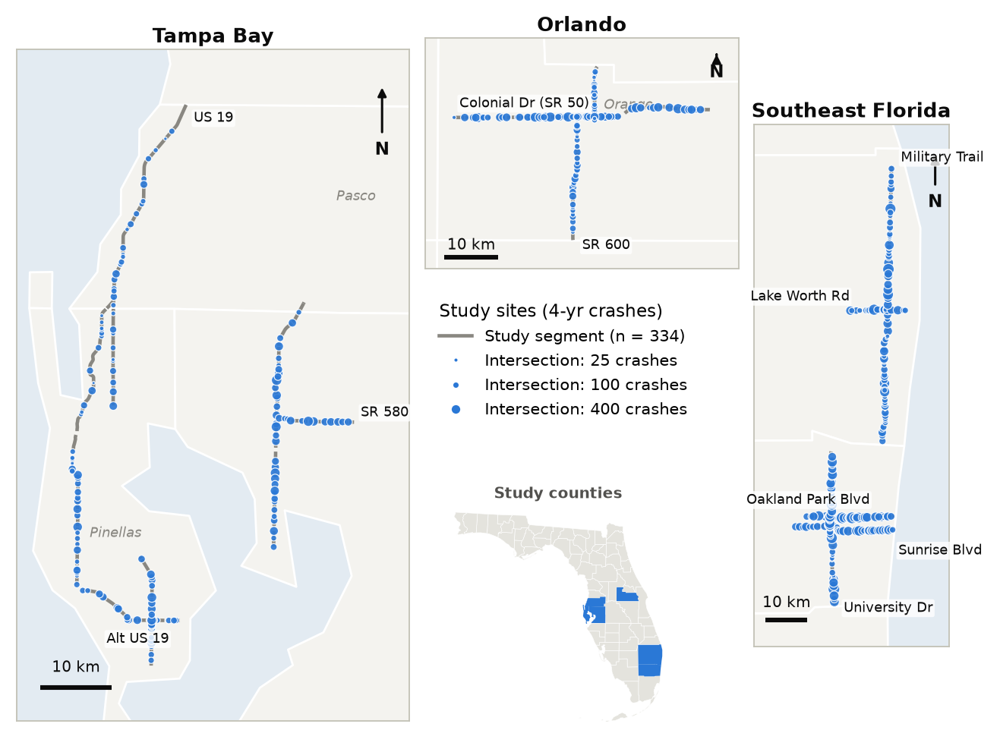 Tampa Bay
US 19
N
Pasco
SR 580
Pinellas
Alt US 19
10 km
Orlando
N
Colonial Dr (SR 50)
Orange
SR 600
10 km
Study sites (4-yr crashes)
Study segment (n = 334)
Intersection: 25 crashes
Intersection: 100 crashes
Intersection: 400 crashes
Study counties
Southeast Florida
Military Trail
N
Lake Worth Rd
Oakland Park Blvd
Sunrise Blvd
University Dr
10 km